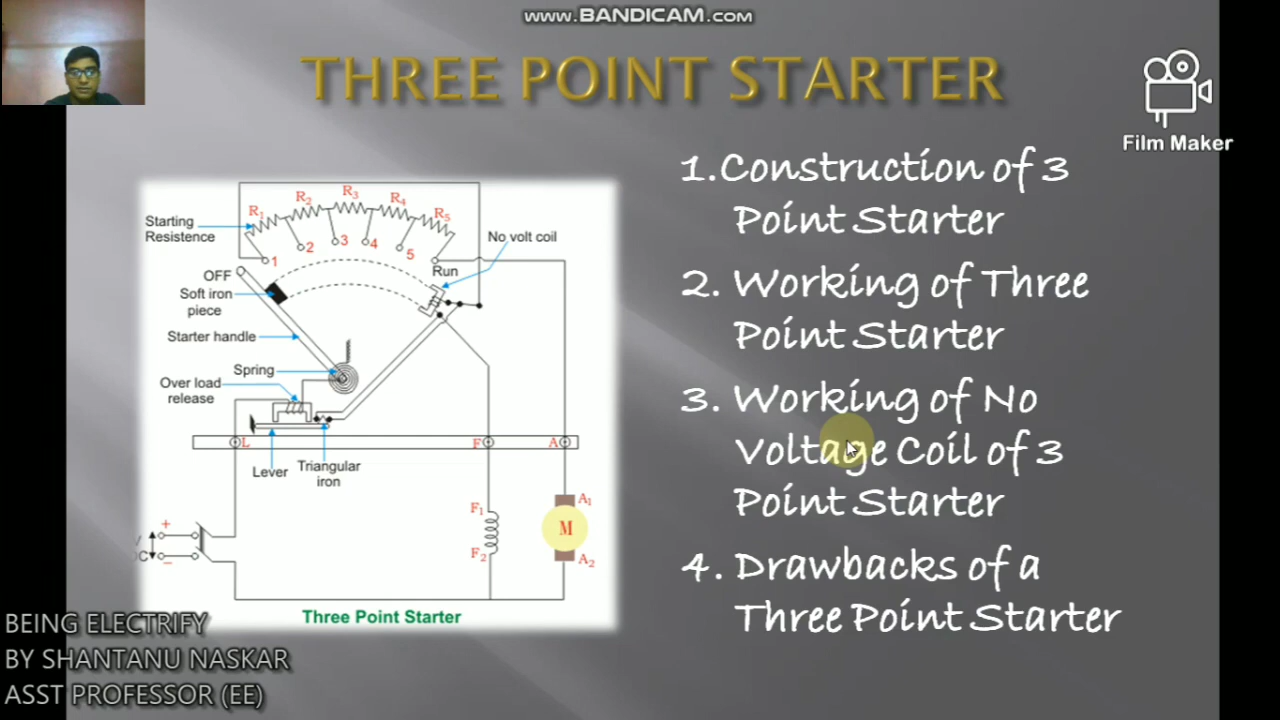 www.BANDICAM.com
THREE POINT STARTER
Film Maker
1.Construction of 3
Point Starter
2. Working of Three
Point Starter
3. Working of No
Voltage Coil of 3
Point Starter
4. Drawbacks of a
Three Point Starter
R1
R2
R3
R4
R5
Starting
Resistence
No volt coil
1
2
3
4
5
Run
OFF
Soft iron
piece
Starter handle
Spring
Over load
release
L
F
A
Lever
Triangular
iron
+
−
F1
F2
A1
M
A2
Three Point Starter
BEING ELECTRIFY
BY SHANTANU NASKAR
ASST PROFESSOR (EE)